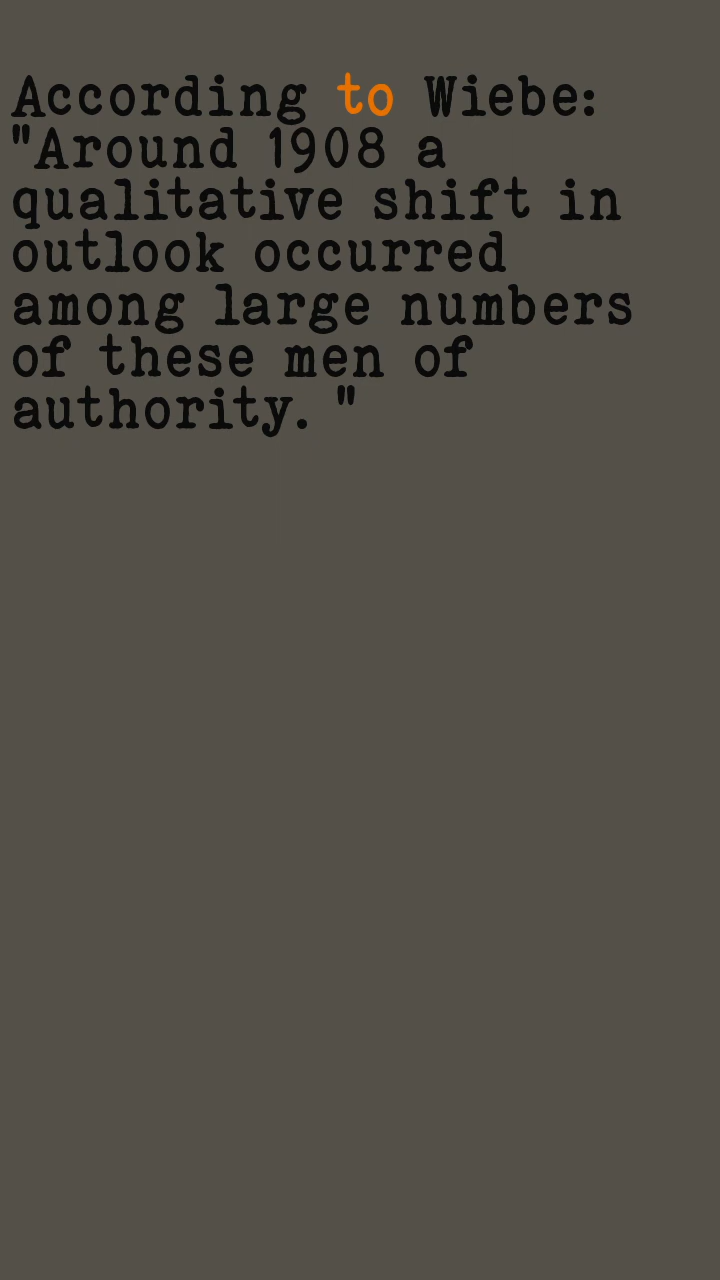 According to Wiebe:
"Around 1908 a
qualitative shift in
outlook occurred
among large numbers
of these men of
authority. "